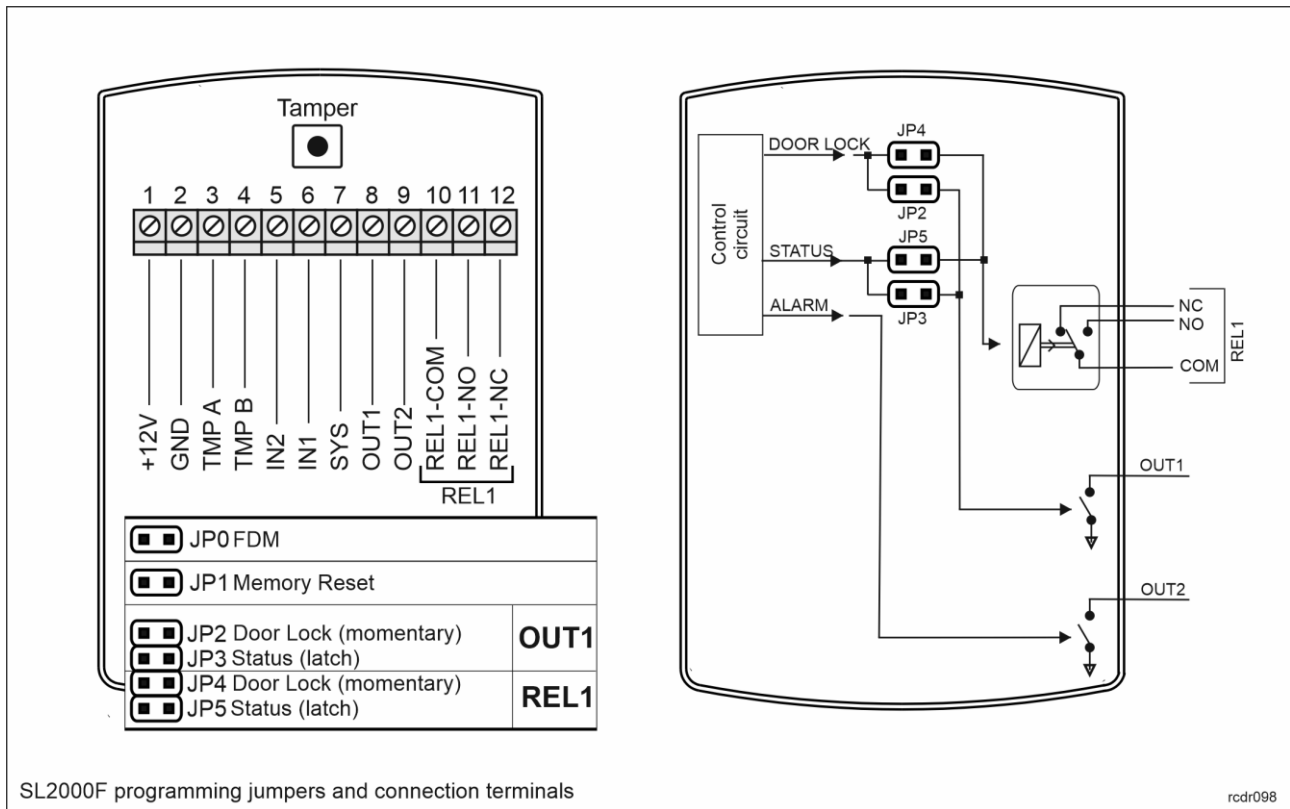 Tamper
1 2 3 4 5 6 7 8 9 10 11 12
+12V
GND
TMP A
TMP B
IN2
IN1
SYS
OUT1
OUT2
REL1-COM
REL1-NO
REL1-NC
REL1
JP0 FDM
JP1 Memory Reset
JP2 Door Lock (momentary)
JP3 Status (latch)
OUT1
JP4 Door Lock (momentary)
JP5 Status (latch)
REL1
Control
circuit
DOOR LOCK
JP4
JP2
STATUS
JP5
JP3
ALARM
NC
NO
COM
REL1
OUT1
OUT2
SL2000F programming jumpers and connection terminals
rcdr098